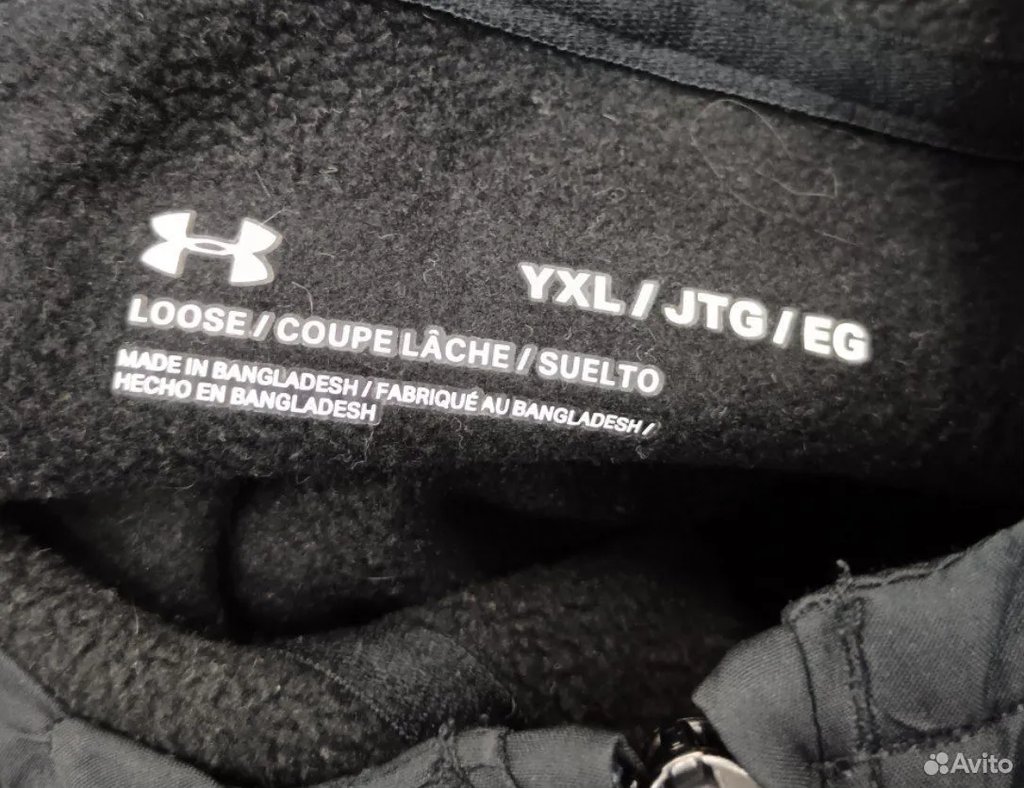 YXL / JTG / EG
LOOSE / COUPE LÂCHE / SUELTO
MADE IN BANGLADESH / FABRIQUÉ AU BANGLADESH /
HECHO EN BANGLADESH
Avito